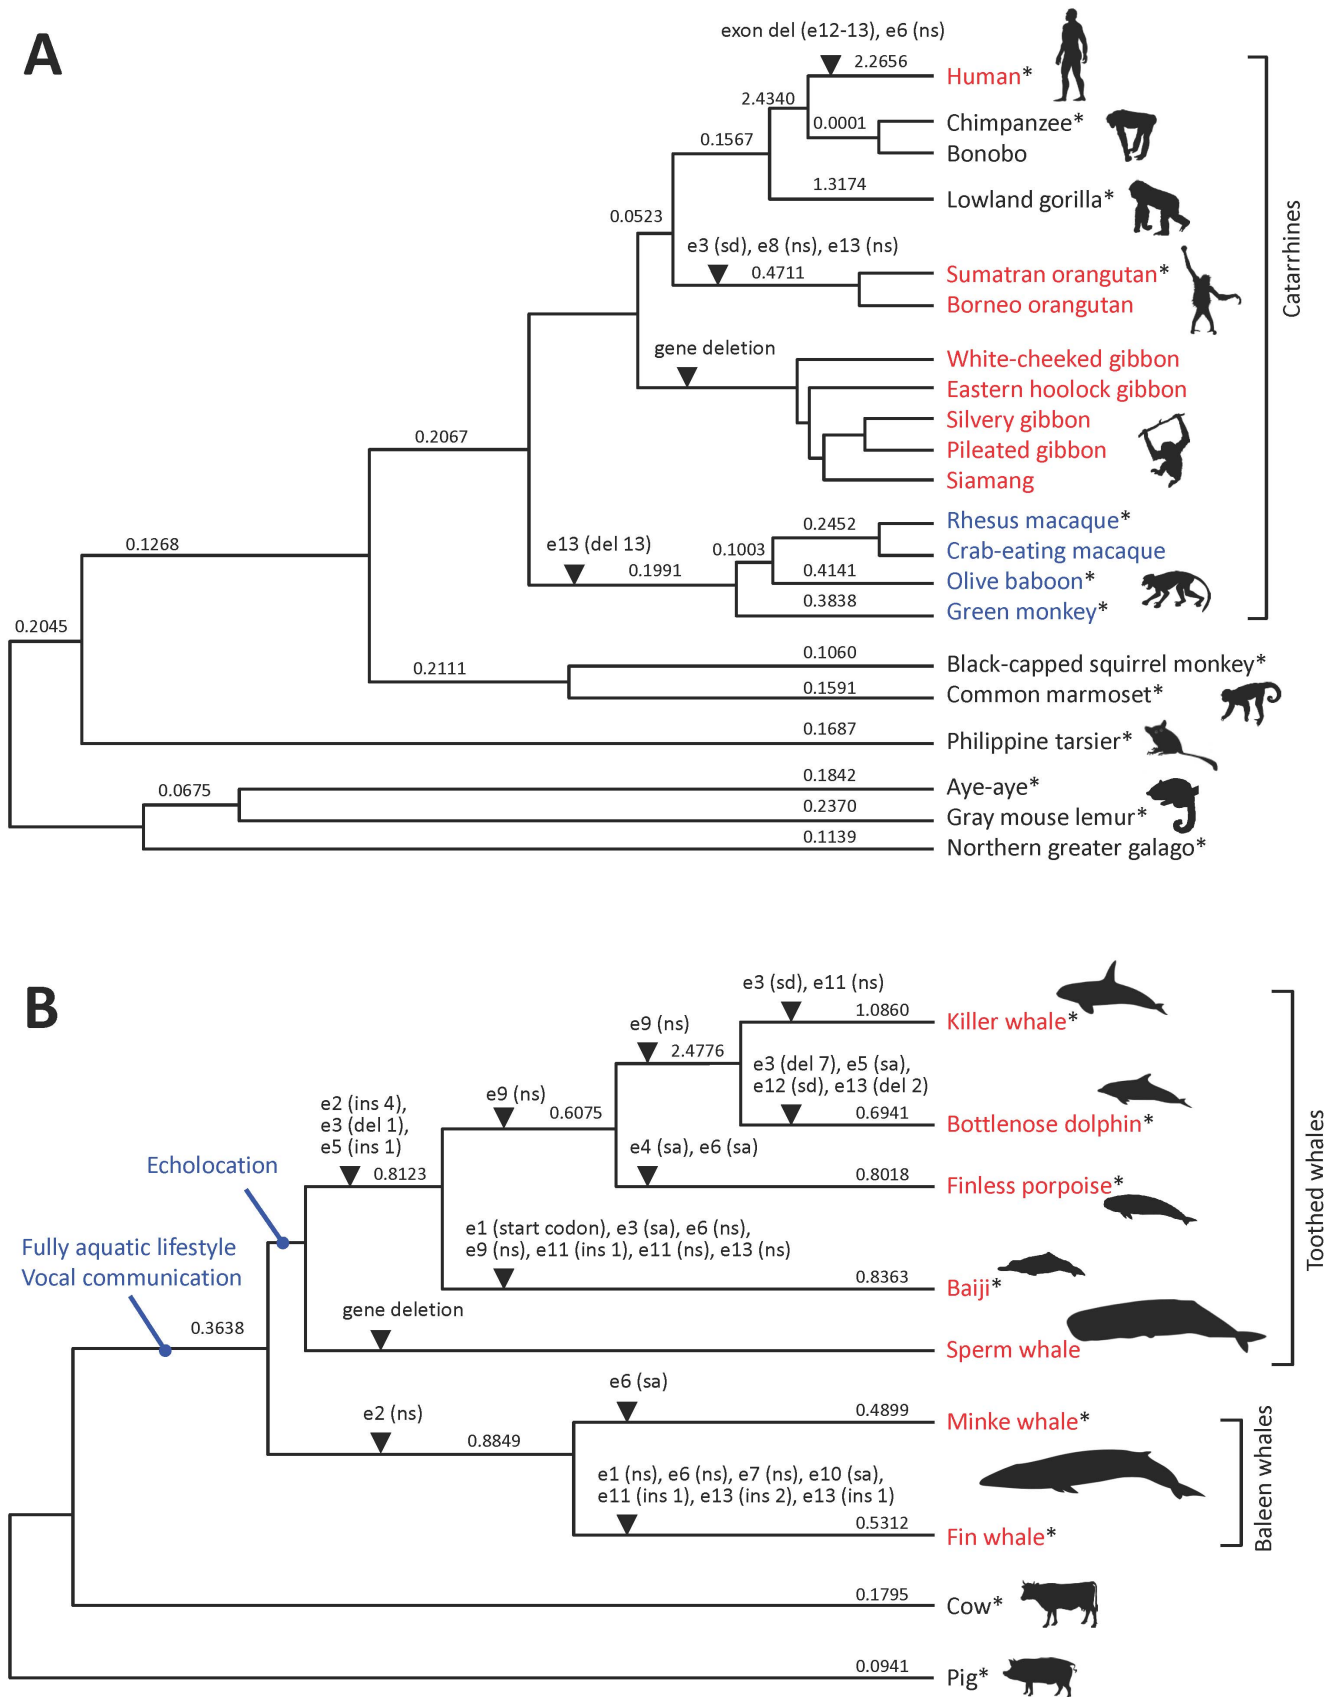 A
exon del (e12-13), e6 (ns)
2.2656
Human*
2.4340
0.0001
Chimpanzee*
Bonobo
0.1567
1.3174
Lowland gorilla*
0.0523
e3 (sd), e8 (ns), e13 (ns)
0.4711
Sumatran orangutan*
Borneo orangutan
gene deletion
White-cheeked gibbon
Eastern hoolock gibbon
Silvery gibbon
Pileated gibbon
Siamang
Catarrhines
0.2067
0.2452
Rhesus macaque*
e13 (del 13)
0.1003
Crab-eating macaque
0.1268
0.1991
0.4141
Olive baboon*
0.3838
Green monkey*
0.2045
0.2111
0.1060
Black-capped squirrel monkey*
0.1591
Common marmoset*
0.1687
Philippine tarsier*
0.0675
0.1842
Aye-aye*
0.2370
Gray mouse lemur*
0.1139
Northern greater galago*
B
e3 (sd), e11 (ns)
1.0860
Killer whale*
e9 (ns)
2.4776
e3 (del 7), e5 (sa),
e12 (sd), e13 (del 2)
0.6941
Bottlenose dolphin*
e9 (ns)
0.6075
e2 (ins 4),
e3 (del 1),
e5 (ins 1)
0.8123
e4 (sa), e6 (sa)
0.8018
Finless porpoise*
Echolocation
e1 (start codon), e3 (sa), e6 (ns),
e9 (ns), e11 (ins 1), e11 (ns), e13 (ns)
0.8363
Baiji*
Fully aquatic lifestyle
Vocal communication
0.3638
gene deletion
Sperm whale
Toothed whales
e6 (sa)
e2 (ns)
0.8849
0.4899
Minke whale*
e1 (ns), e6 (ns), e7 (ns), e10 (sa),
e11 (ins 1), e13 (ins 2), e13 (ins 1)
0.5312
Fin whale*
Baleen whales
0.1795
Cow*
0.0941
Pig*